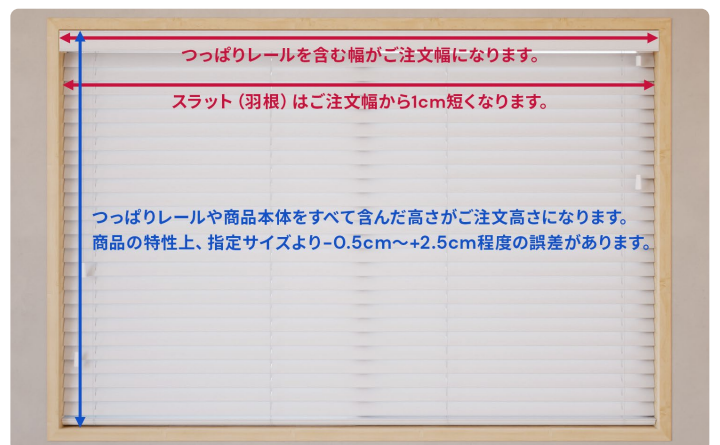 つっぱりレールを含む幅がご注文幅になります。
スラット（羽根）はご注文幅から1cm短くなります。
つっぱりレールや商品本体をすべて含んだ高さがご注文高さになります。
商品の特性上、指定サイズより-0.5cm〜+2.5cm程度の誤差があります。